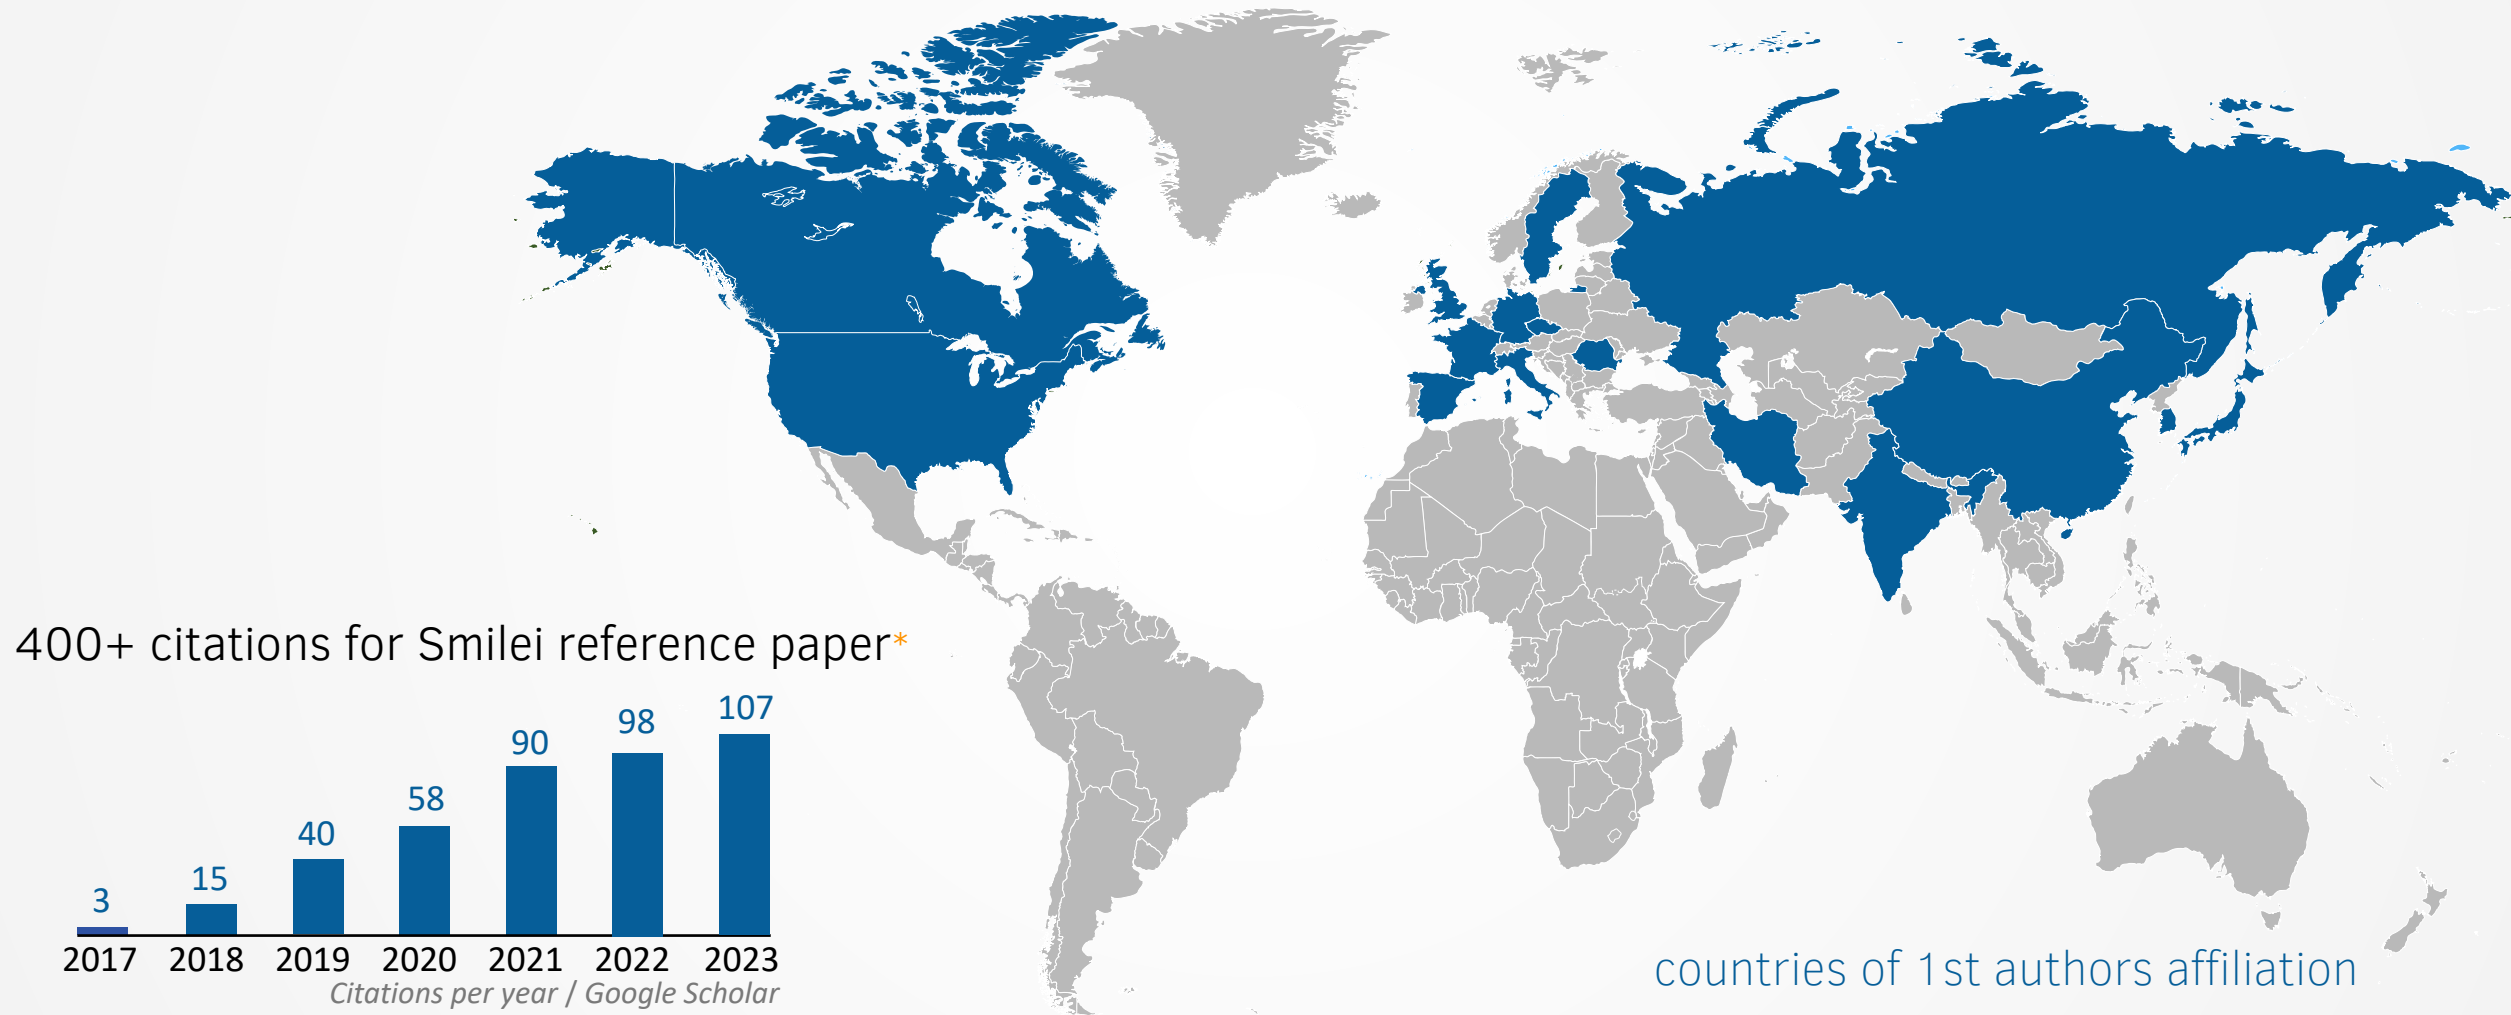 400+ citations for Smilei reference paper*
107
98
90
58
40
15
3
2017 2018 2019 2020 2021 2022 2023
Citations per year / Google Scholar
countries of 1st authors affiliation